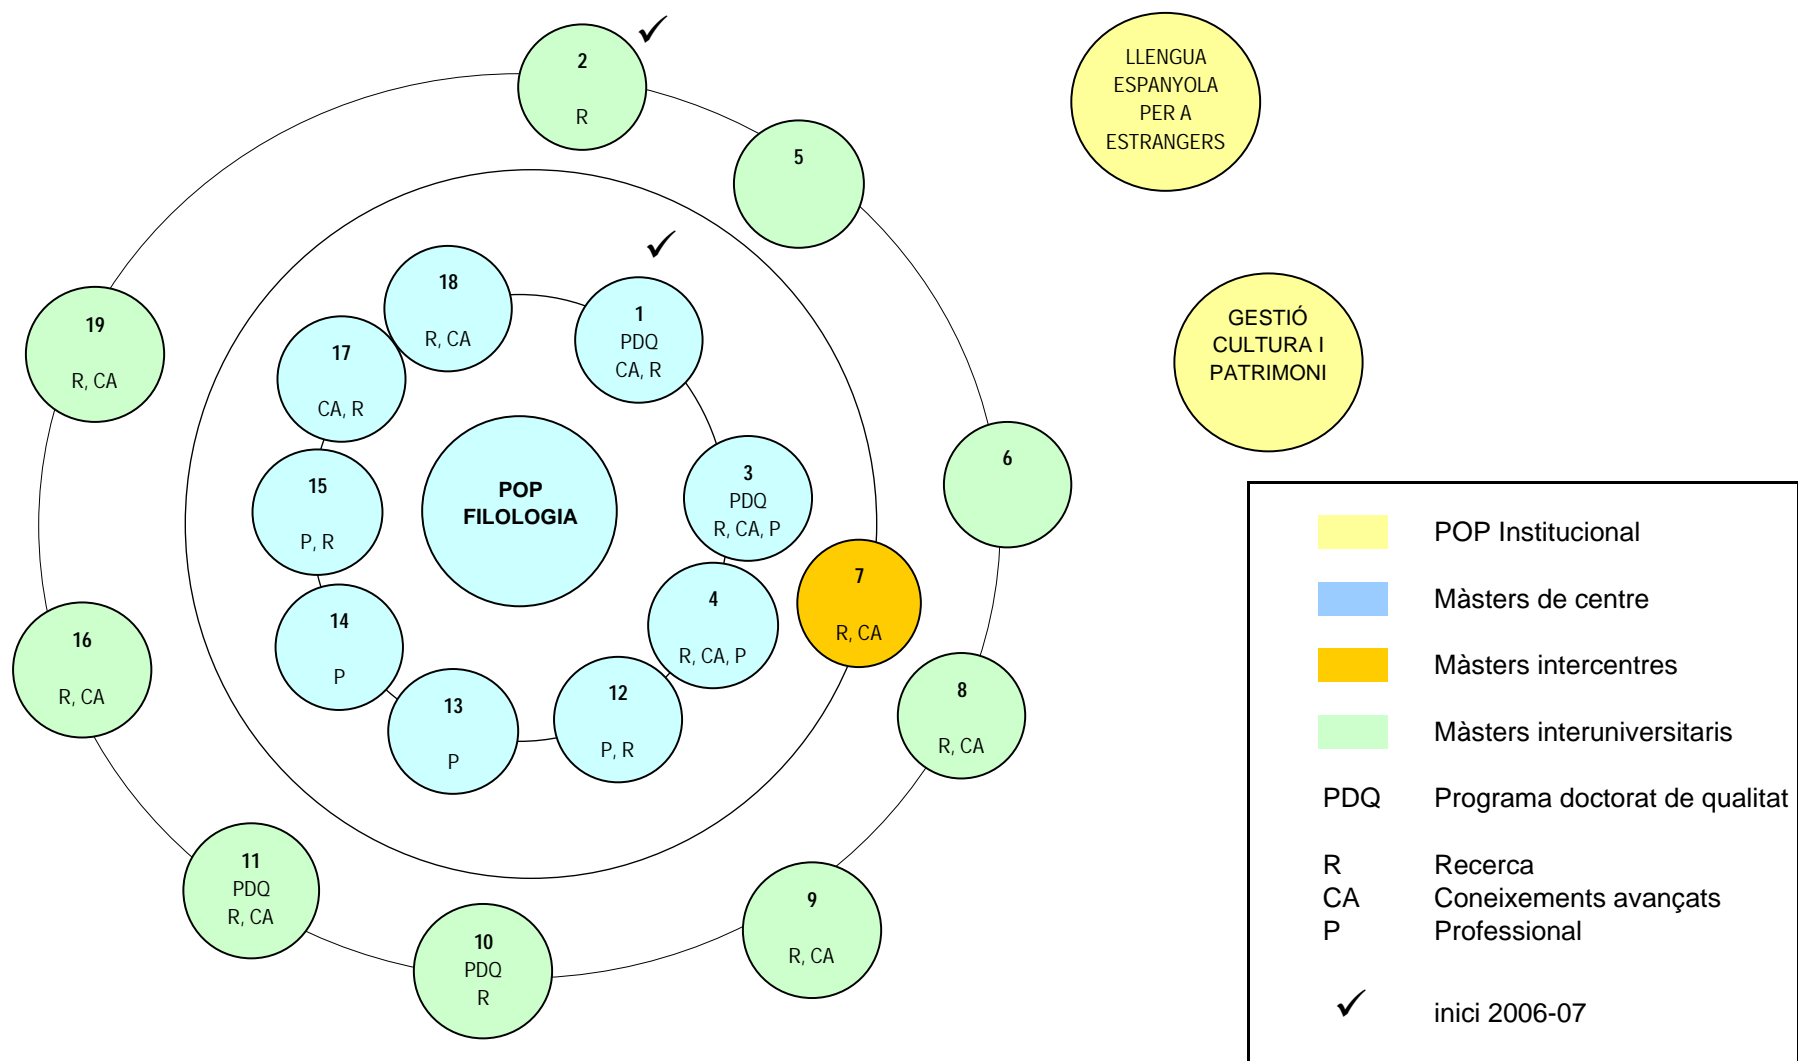 2
R
5
LLENGUA
ESPANYOLA
PER A
ESTRANGERS
18
R, CA
1
PDQ
CA, R
19
R, CA
17
CA, R
GESTIÓ
CULTURA I
PATRIMONI
3
PDQ
R, CA, P
6
15
P, R
POP
FILOLOGIA
7
R, CA
4
R, CA, P
14
P
16
R, CA
13
P
12
P, R
8
R, CA
11
PDQ
R, CA
10
PDQ
R
9
R, CA
POP Institucional
Màsters de centre
Màsters intercentres
Màsters interuniversitaris
PDQ Programa doctorat de qualitat
R Recerca
CA Coneixements avançats
P Professional
✓ inici 2006-07